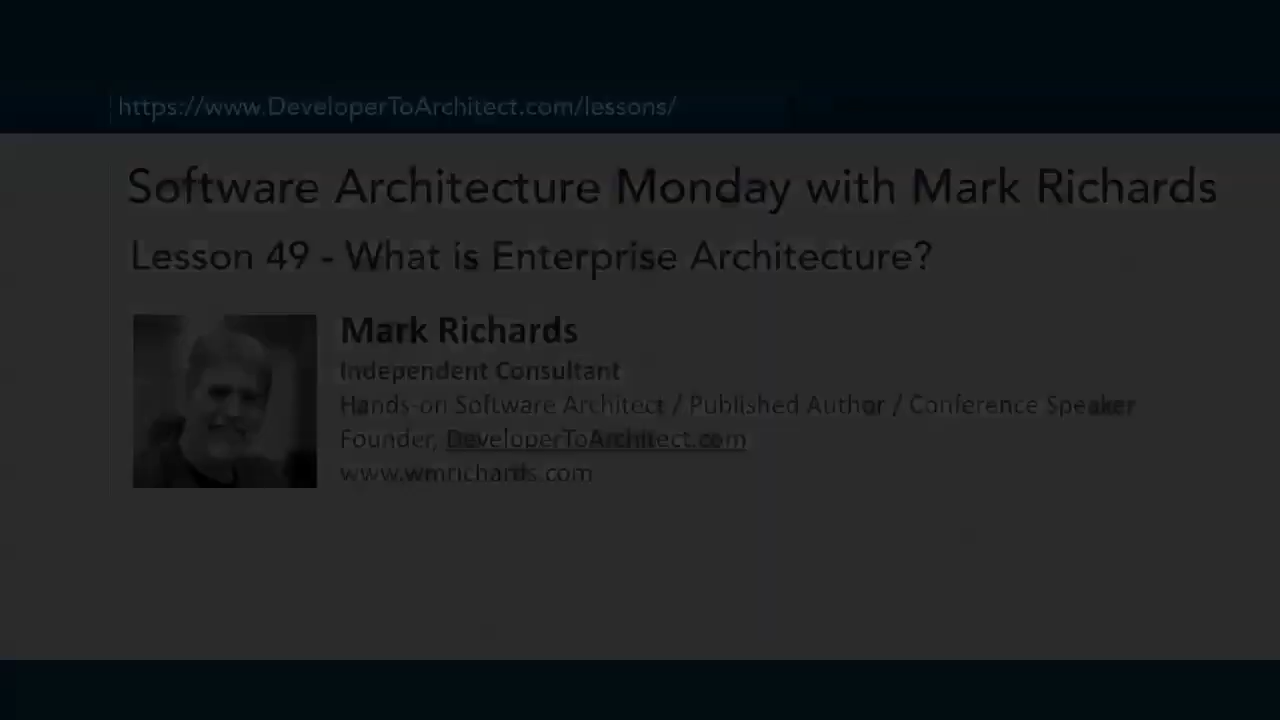 https://www.DeveloperToArchitect.com/lessons/
Software Architecture Monday with Mark Richards
Lesson 49 - What is Enterprise Architecture?
Mark Richards
Independent Consultant
Hands-on Software Architect / Published Author / Conference Speaker
Founder, DeveloperToArchitect.com
www.wmrichards.com